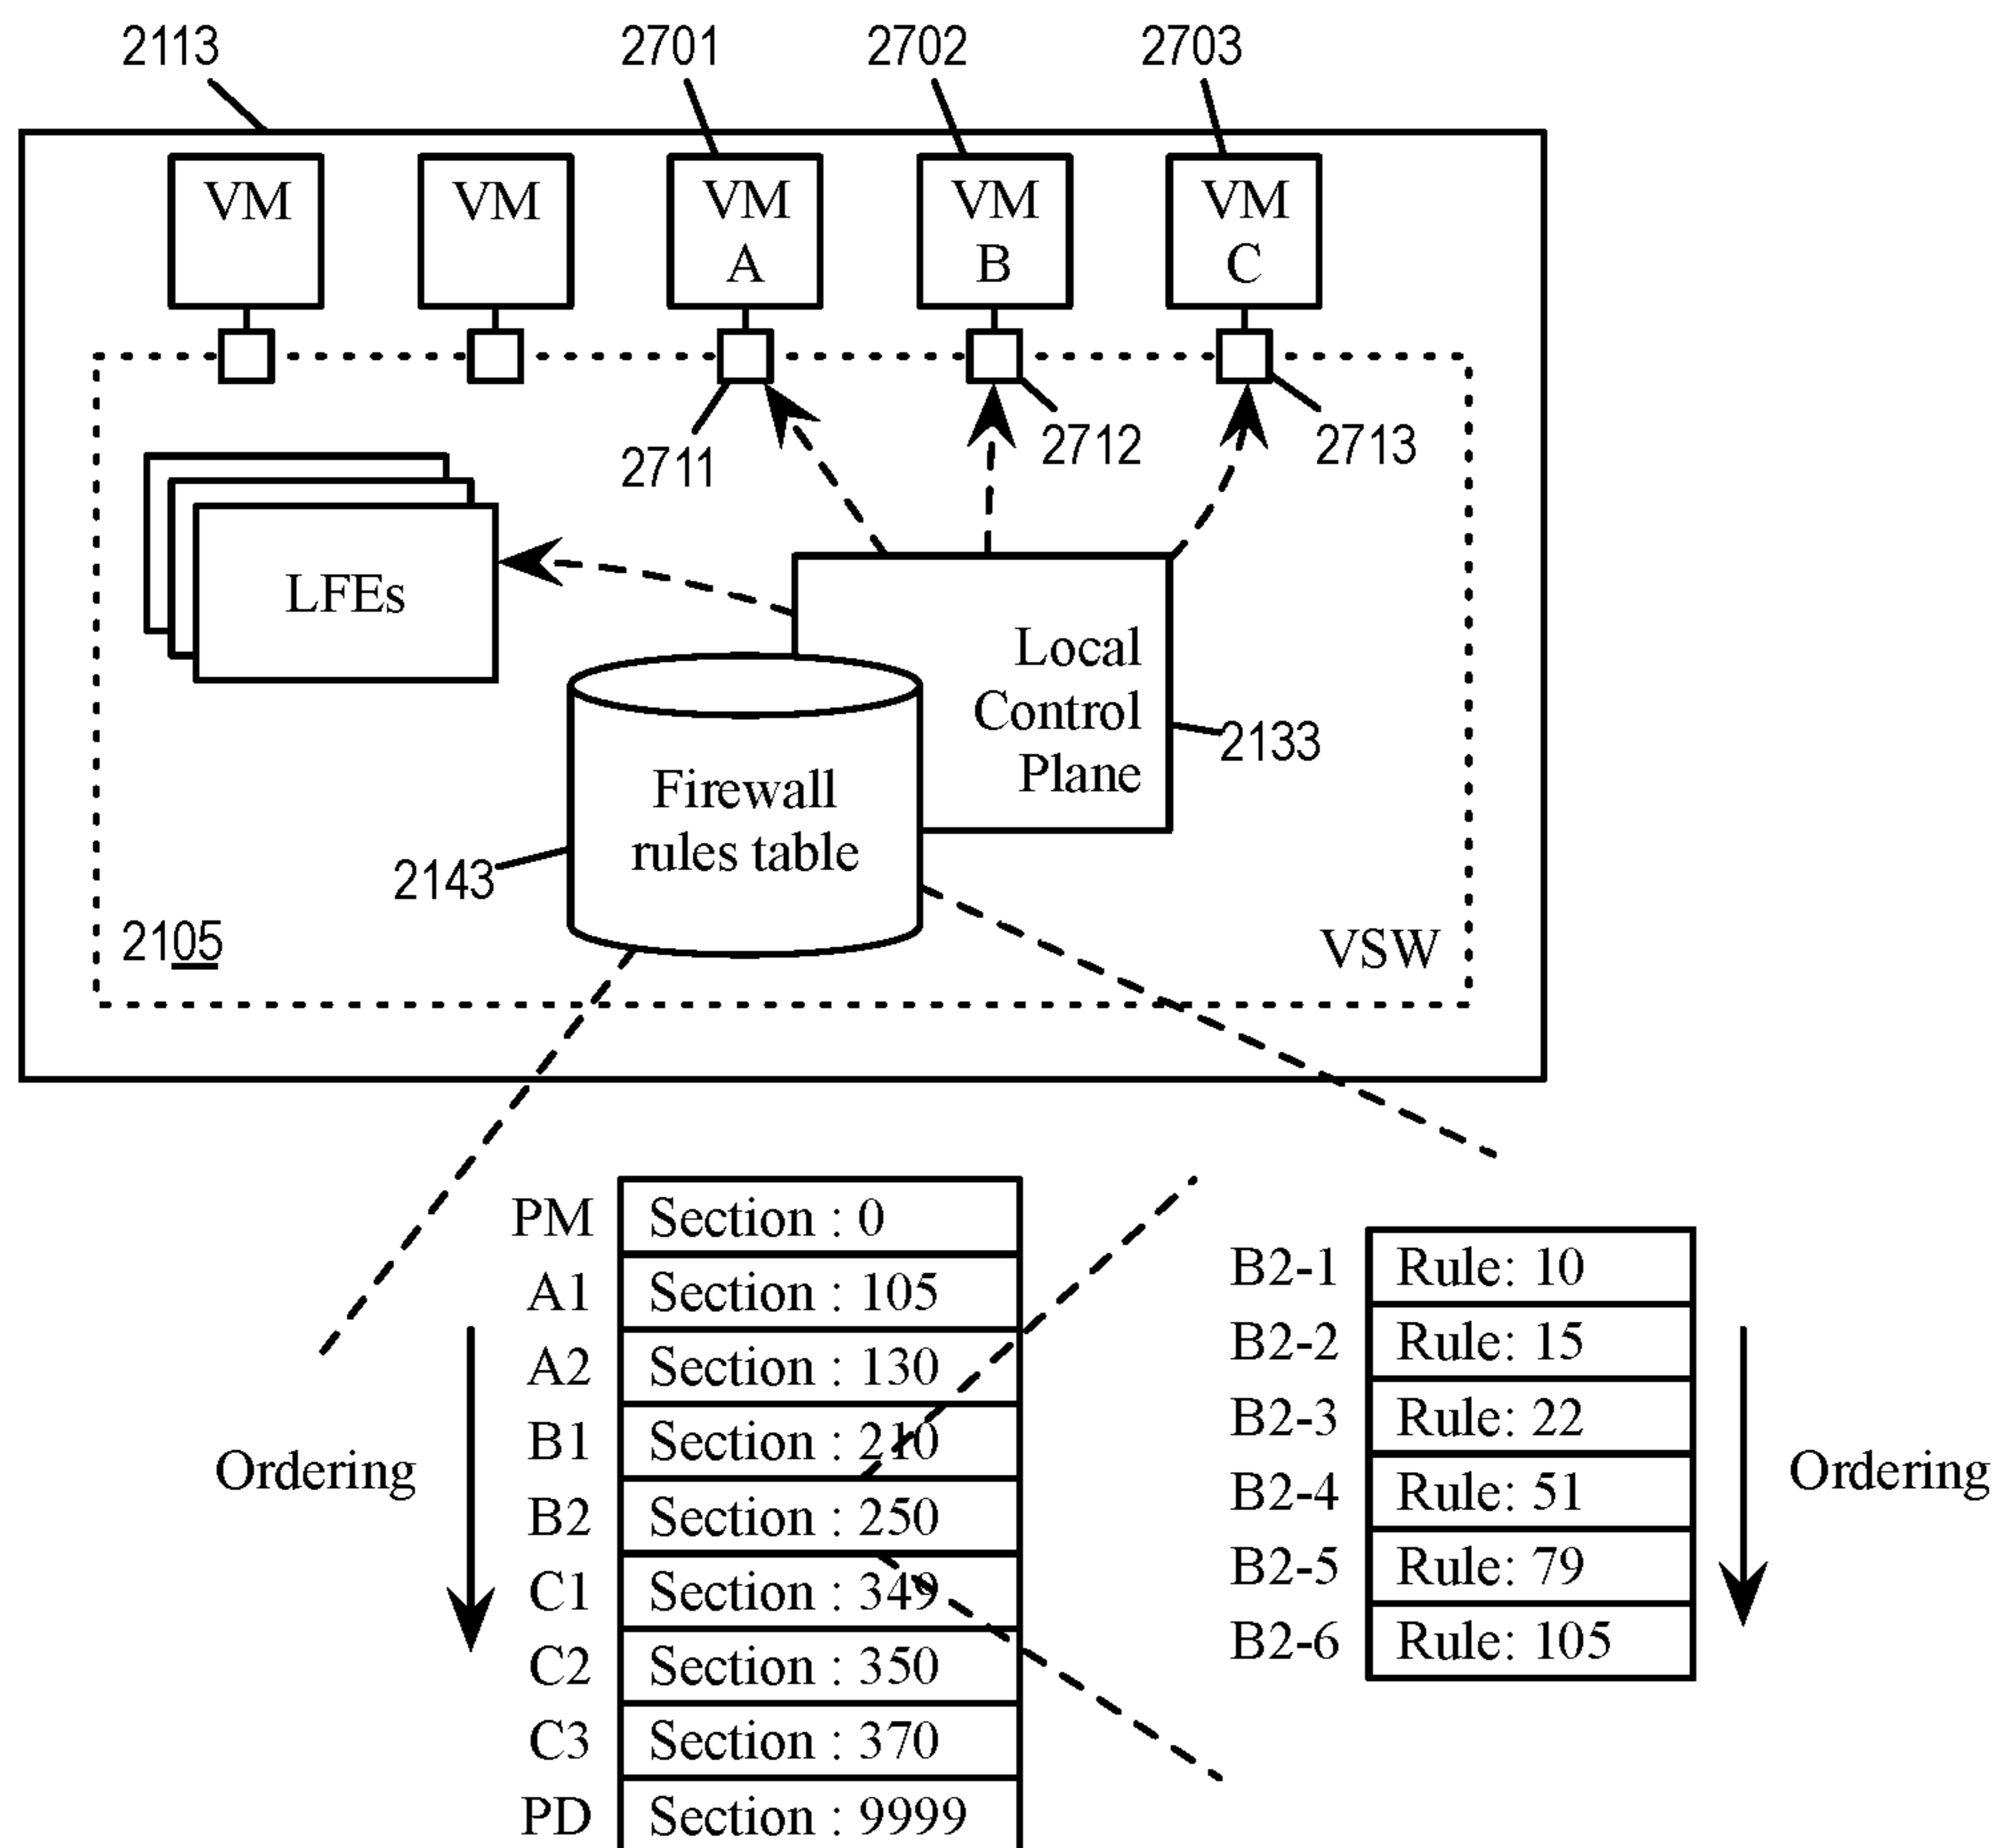 2113
2701
2702
2703
VM
VM
VM
A
VM
B
VM
C
2711
2712
2713
LFEs
Local
Control
Plane
2133
Firewall
rules table
2143
2105
VSW
PM Section : 0
A1 Section : 105
A2 Section : 130
B1 Section : 210
B2 Section : 250
C1 Section : 349
C2 Section : 350
C3 Section : 370
PD Section : 9999
Ordering
B2-1 Rule: 10
B2-2 Rule: 15
B2-3 Rule: 22
B2-4 Rule: 51
B2-5 Rule: 79
B2-6 Rule: 105
Ordering